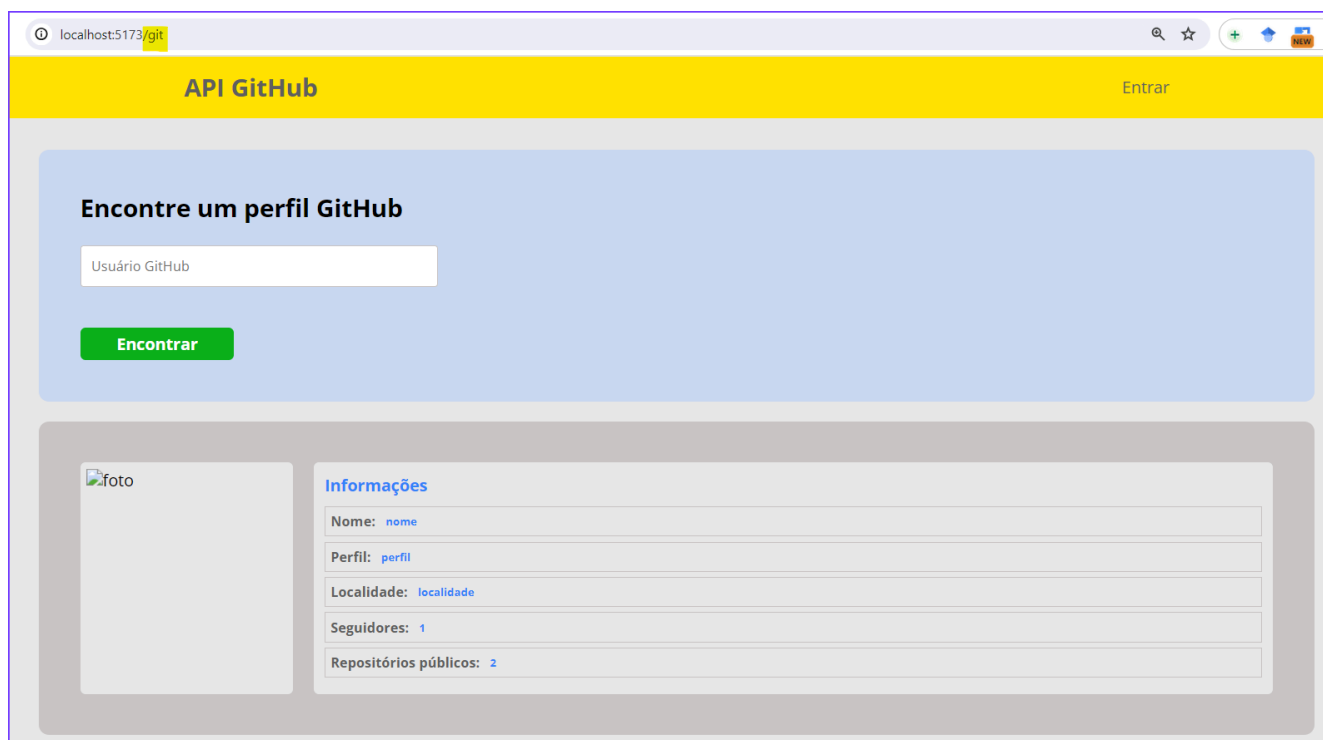 localhost:5173/git
NEW
API GitHub
Entrar
Encontre um perfil GitHub
Usuário GitHub
Encontrar
foto
Informações
Nome: nome
Perfil: perfil
Localidade: localidade
Seguidores: 1
Repositórios públicos: 2